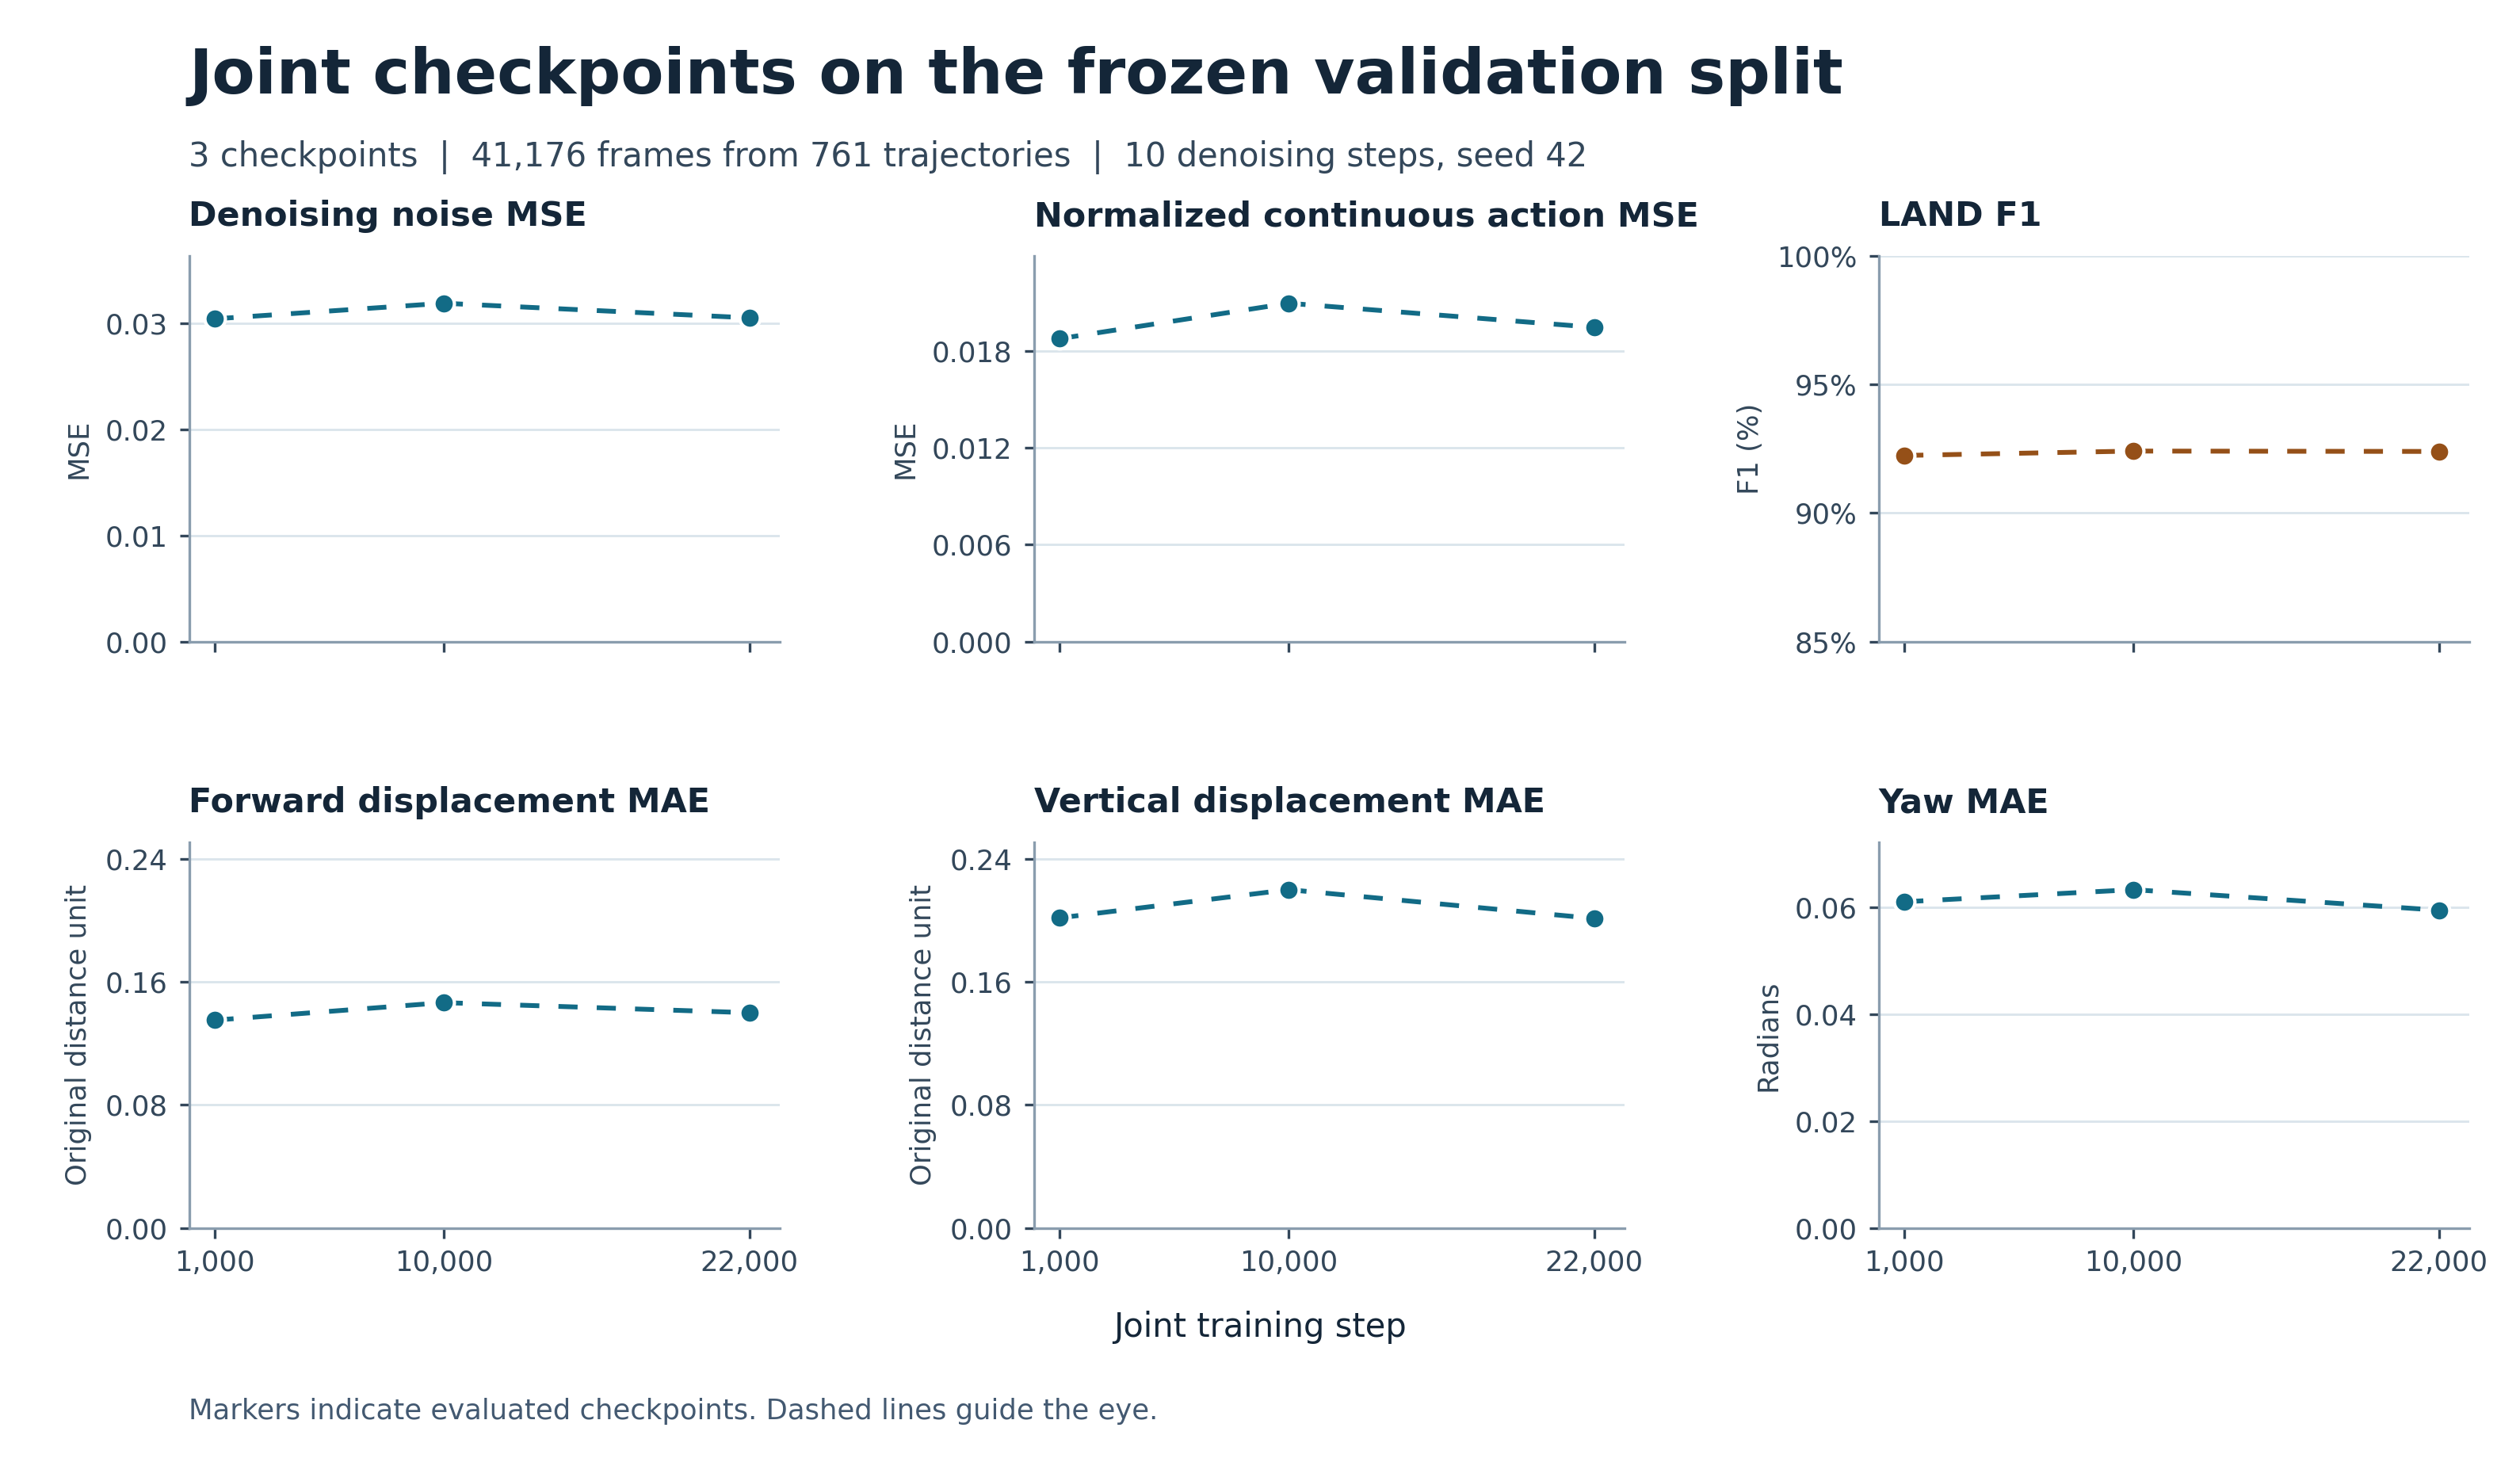 Joint checkpoints on the frozen validation split
3 checkpoints | 41,176 frames from 761 trajectories | 10 denoising steps, seed 42
Denoising noise MSE
MSE
0.03
0.02
0.01
0.00
Normalized continuous action MSE
MSE
0.018
0.012
0.006
0.000
LAND F1
F1 (%)
100%
95%
90%
85%
Forward displacement MAE
Original distance unit
0.24
0.16
0.08
0.00
1,000 10,000 22,000
Vertical displacement MAE
Original distance unit
0.24
0.16
0.08
0.00
1,000 10,000 22,000
Yaw MAE
Radians
0.06
0.04
0.02
0.00
1,000 10,000 22,000
Joint training step
Markers indicate evaluated checkpoints. Dashed lines guide the eye.